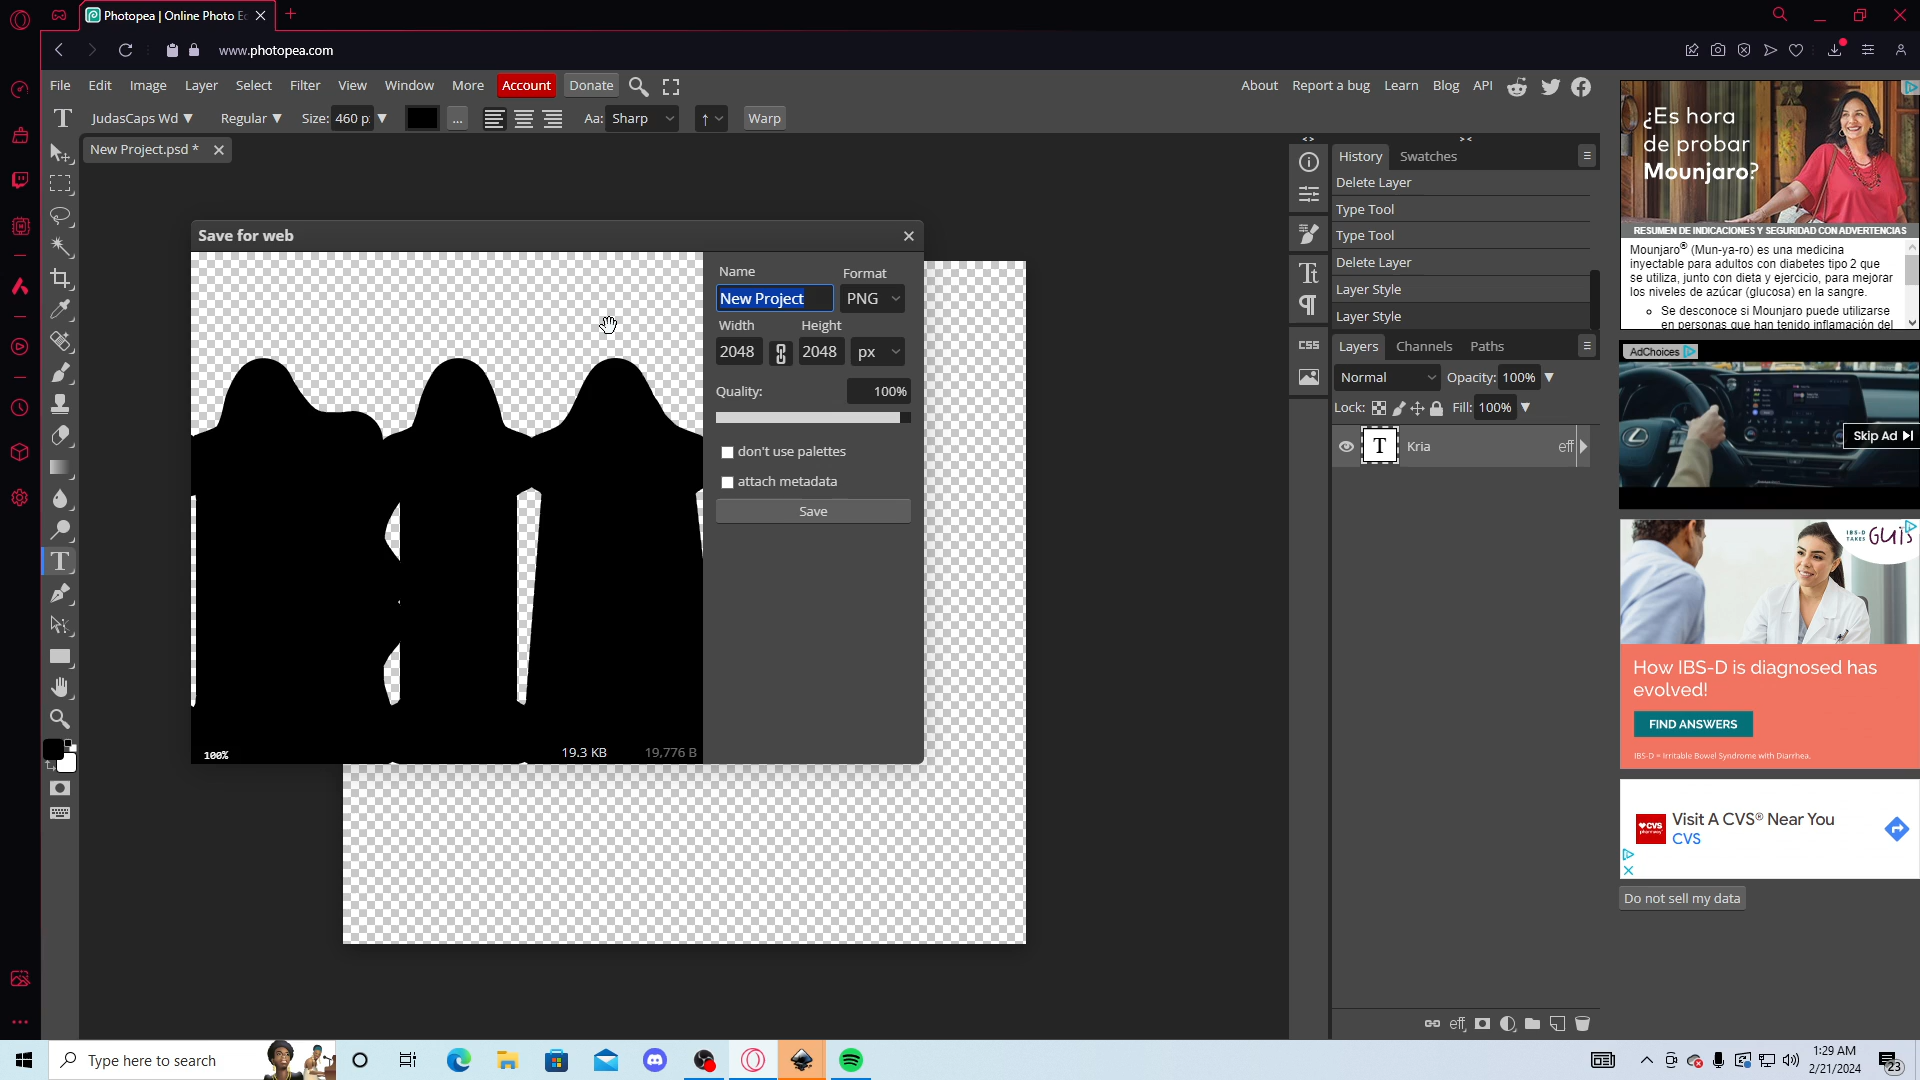 Photopea | Online Photo Ec
www.photopea.com
File Edit Image Layer Select Filter View Window More Account Donate
About Report a bug Learn Blog API
T JudasCaps Wd Regular Size: 460 p: ... Aa: Sharp Warp
New Project.psd *
History Swatches
Delete Layer
Type Tool
Type Tool
Delete Layer
Layer Style
Layer Style
CSS
Layers Channels Paths
Normal Opacity: 100%
Lock: Fill: 100%
T Kria eff
eff
Save for web
Name Format
New Project PNG
Width Height
2048 2048 px
Quality: 100%
don't use palettes
attach metadata
Save
100% 19.3 KB 19,776 B
¿Es hora
de probar
Mounjaro?
RESUMEN DE INDICACIONES Y SEGURIDAD CON ADVERTENCIAS
Mounjaro® (Mun-ya-ro) es una medicina
inyectable para adultos con diabetes tipo 2 que
se utiliza, junto con dieta y ejercicio, para mejorar
los niveles de azúcar (glucosa) en la sangre.
Se desconoce si Mounjaro puede utilizarse
en personas que han tenido inflamación del
AdChoices
Skip Ad
IBS-D
TAKES
GUTS
How IBS-D is diagnosed has
evolved!
FIND ANSWERS
IBS-D = Irritable Bowel Syndrome with Diarrhea.
CVS
pharmacy
Visit A CVS® Near You
CVS
Do not sell my data
Type here to search
1:29 AM
2/21/2024
23